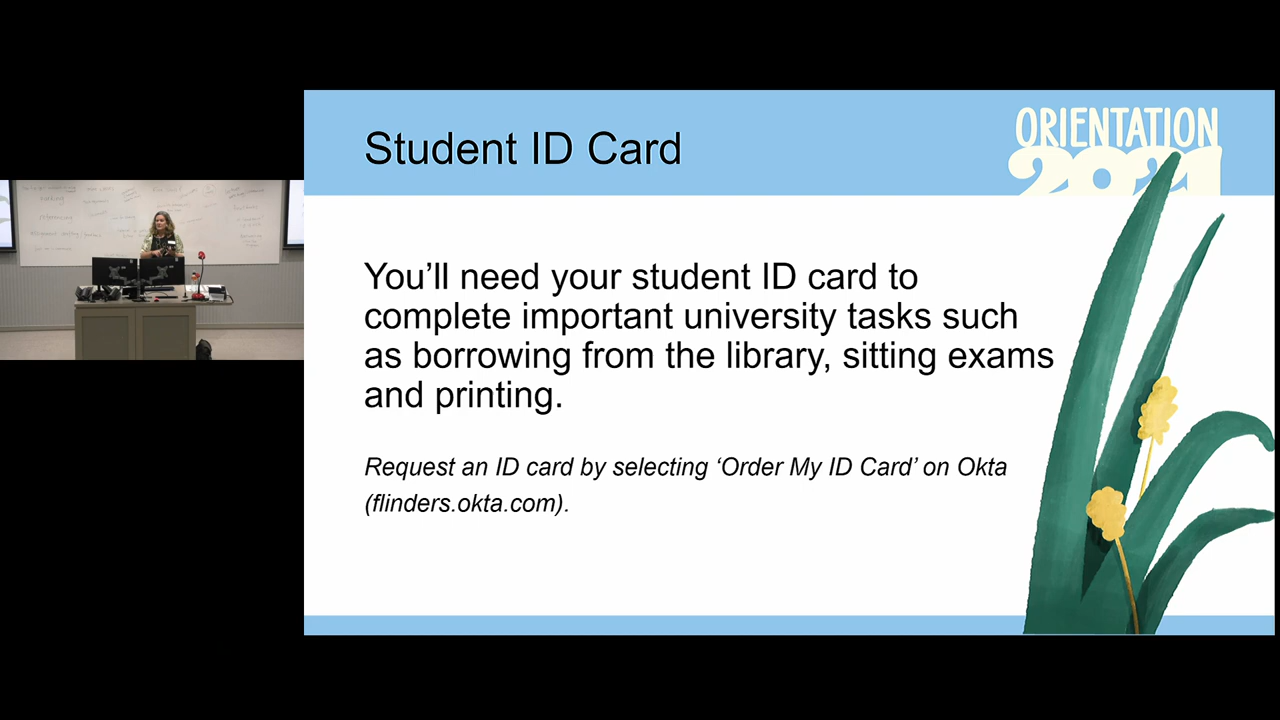 Student ID Card
ORIENTATION
2021
You’ll need your student ID card to
complete important university tasks such
as borrowing from the library, sitting exams
and printing.
Request an ID card by selecting ‘Order My ID Card’ on Okta
(flinders.okta.com).